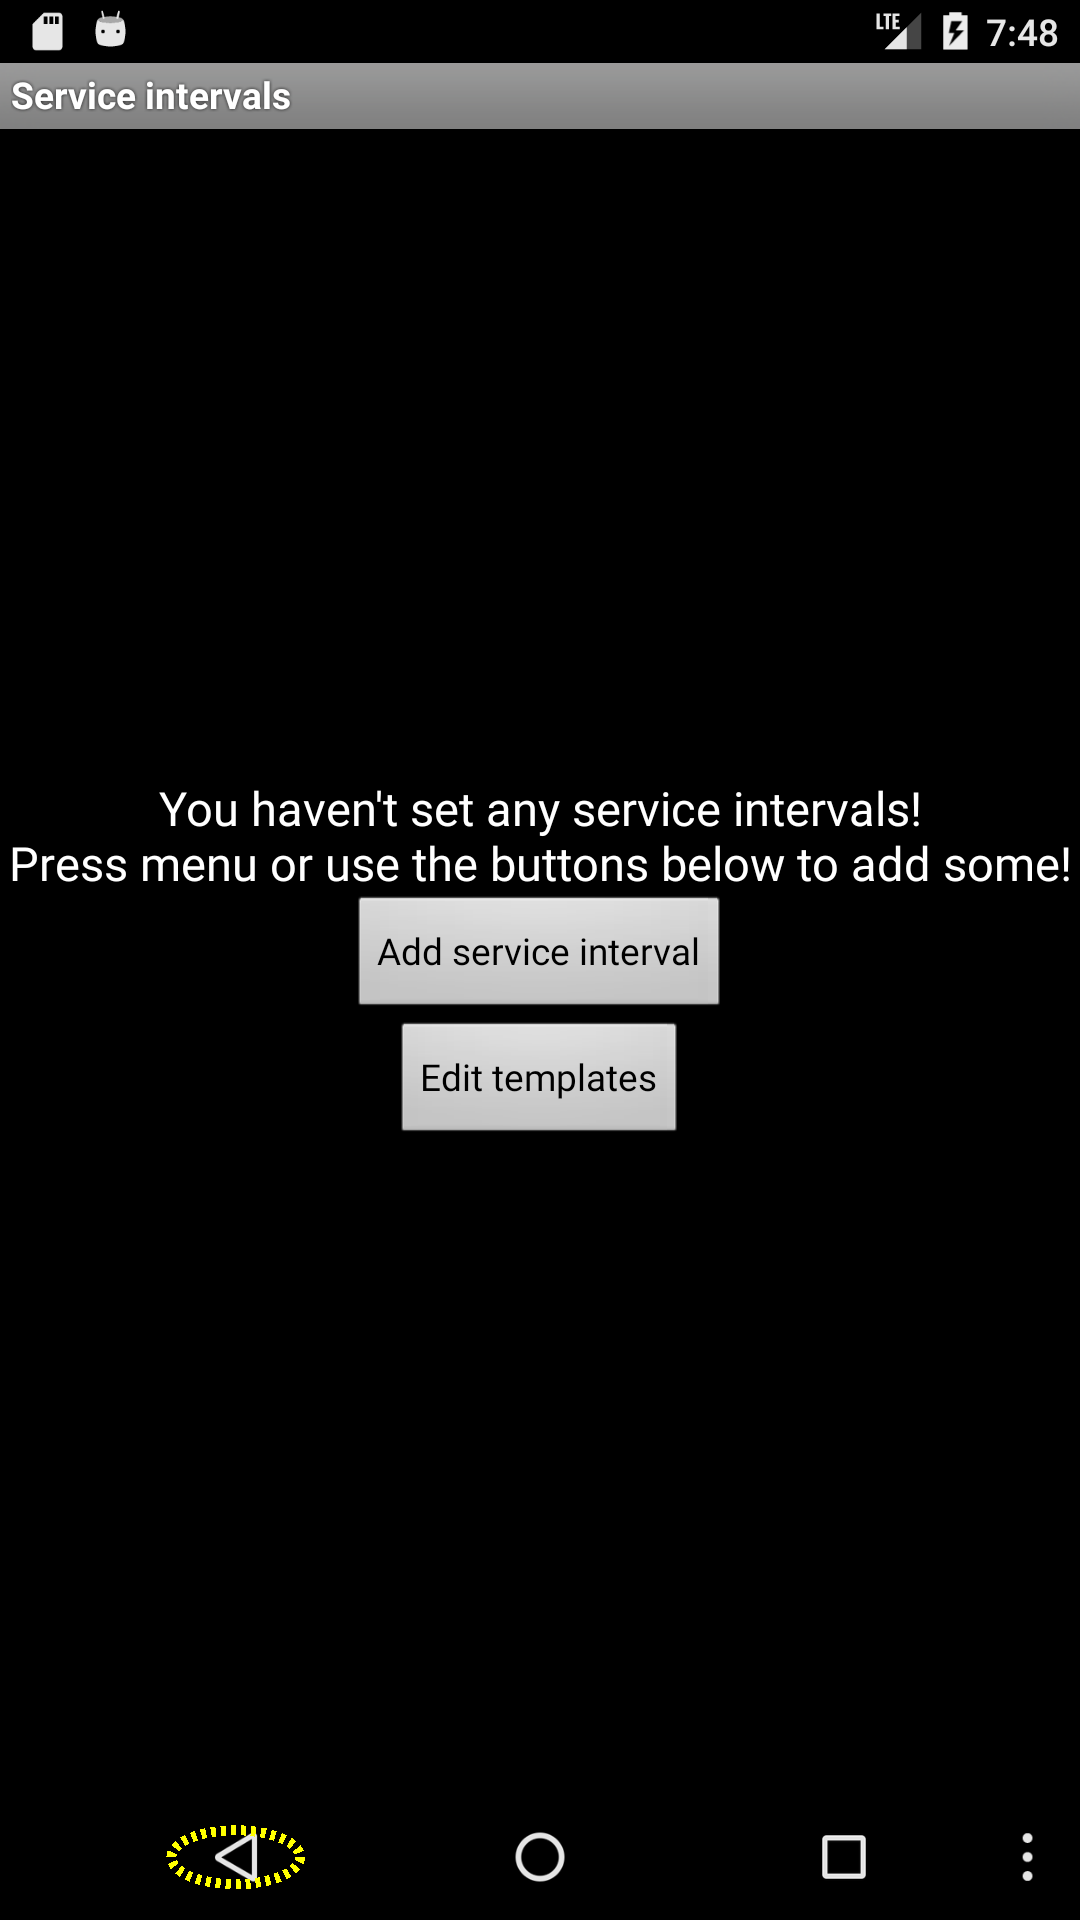 LTE 7:48
Service intervals
You haven't set any service intervals!
Press menu or use the buttons below to add some!
Add service interval
Edit templates